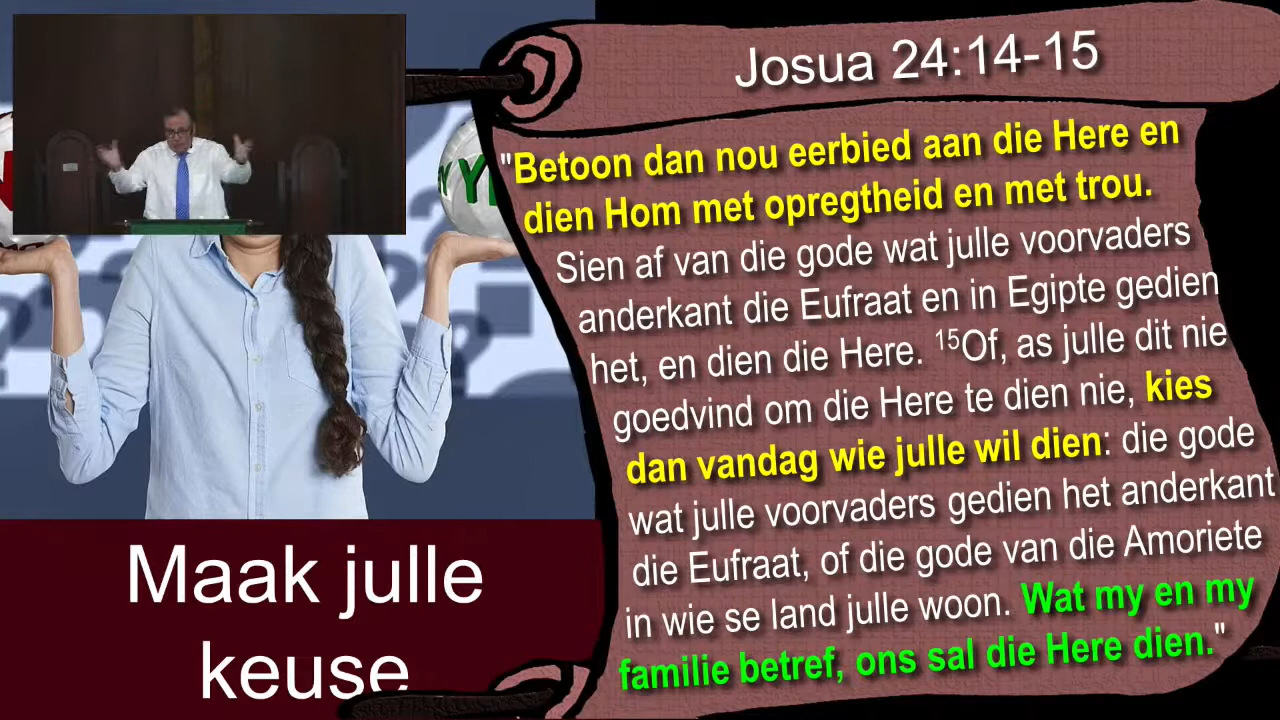 Josua 24:14-15
"Betoon dan nou eerbied aan die Here en
dien Hom met opregtheid en met trou.
Sien af van die gode wat julle voorvaders
anderkant die Eufraat en in Egipte gedien
het, en dien die Here. ¹⁵Of, as julle dit nie
goedvind om die Here te dien nie, kies
dan vandag wie julle wil dien: die gode
wat julle voorvaders gedien het anderkant
die Eufraat, of die gode van die Amoriete
in wie se land julle woon. Wat my en my
familie betref, ons sal die Here dien."
Maak julle
keuse